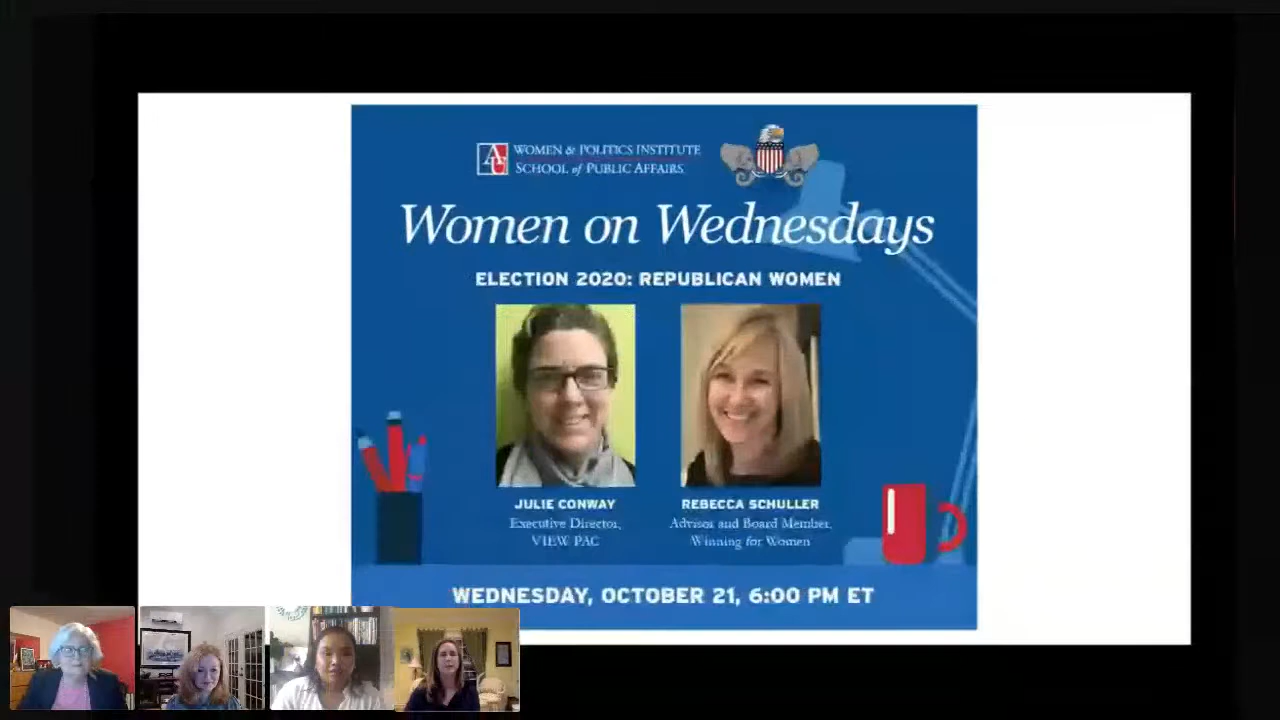 AU WOMEN & POLITICS INSTITUTE
SCHOOL of PUBLIC AFFAIRS
Women on Wednesdays
ELECTION 2020: REPUBLICAN WOMEN
JULIE CONWAY
Executive Director,
VIEW PAC
REBECCA SCHULLER
Advisor and Board Member,
Winning for Women
WEDNESDAY, OCTOBER 21, 6:00 PM ET